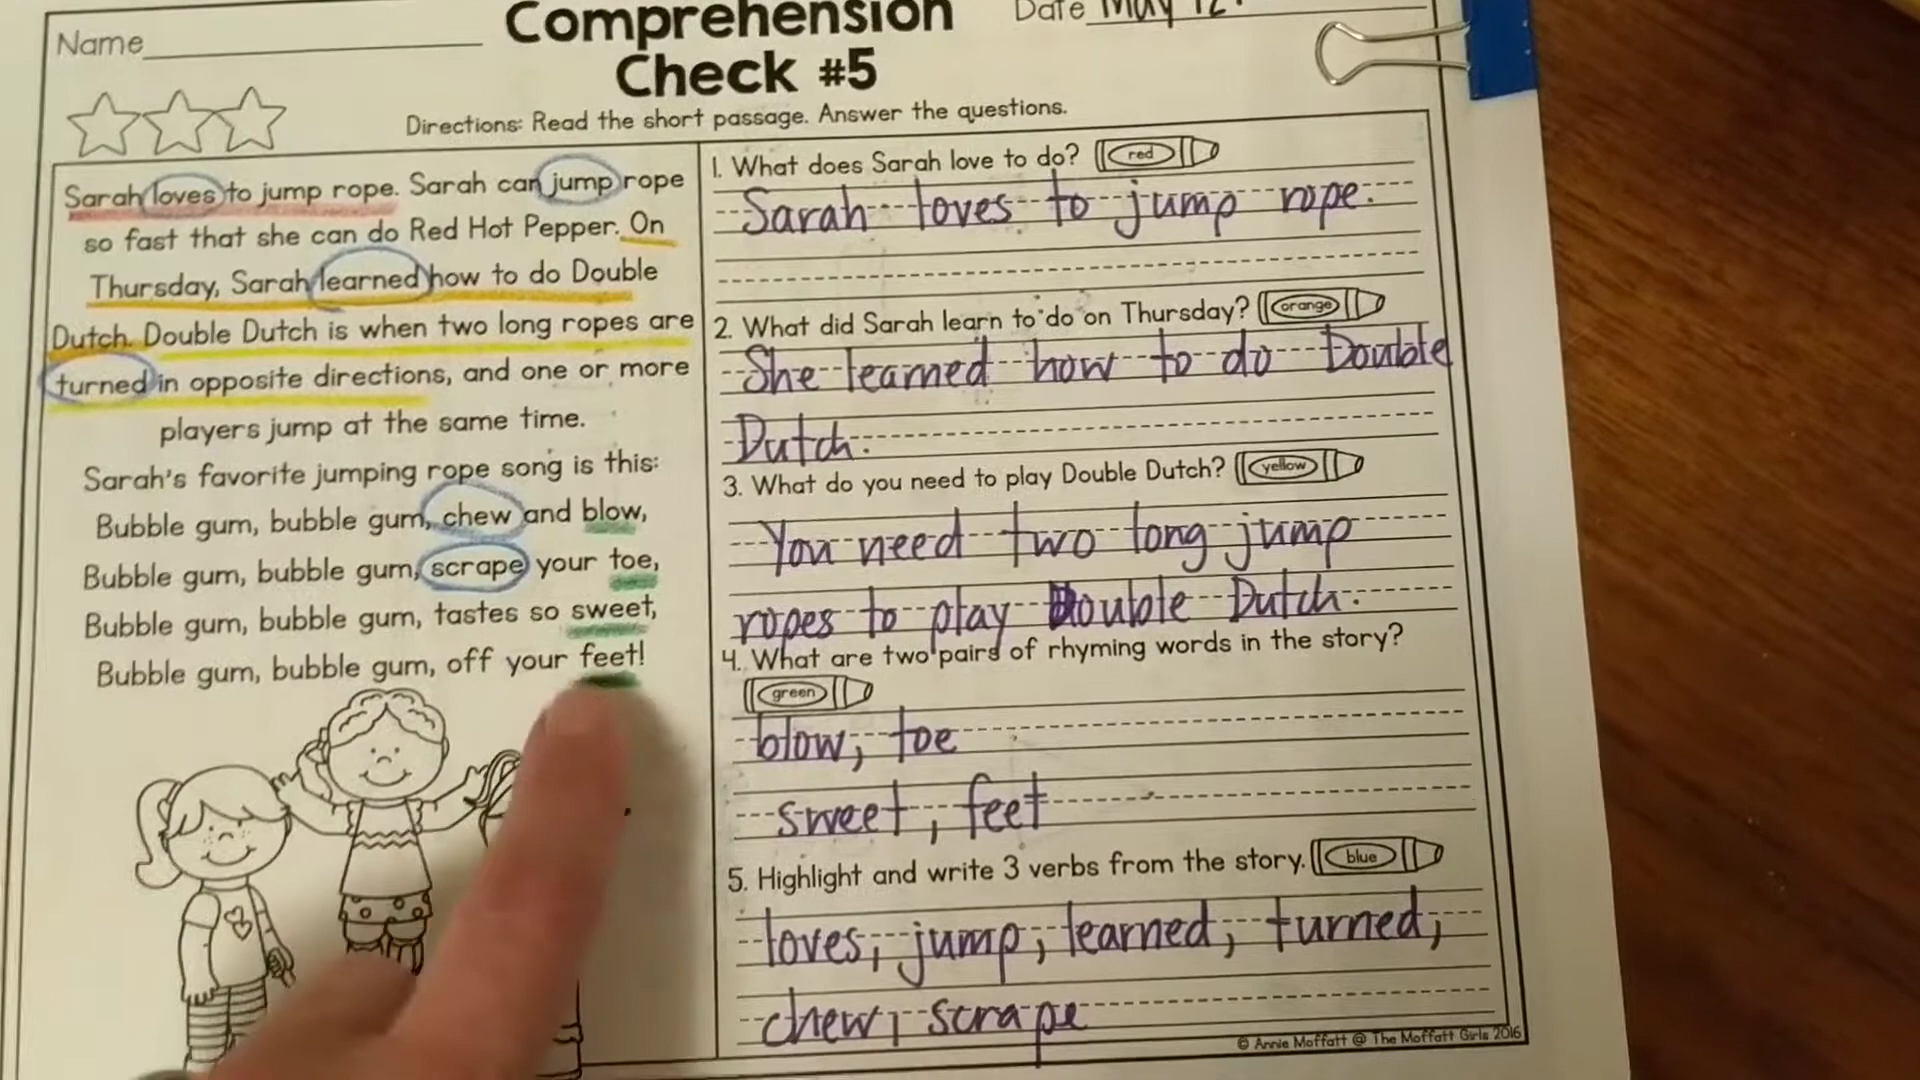 Name
Comprehension
Check #5
Date May 12
Directions: Read the short passage. Answer the questions.
Sarah loves to jump rope. Sarah can jump rope
so fast that she can do Red Hot Pepper. On
Thursday, Sarah learned how to do Double
Dutch. Double Dutch is when two long ropes are
turned in opposite directions, and one or more
players jump at the same time.
Sarah's favorite jumping rope song is this:
Bubble gum, bubble gum, chew and blow,
Bubble gum, bubble gum, scrape your toe,
Bubble gum, bubble gum, tastes so sweet,
Bubble gum, bubble gum, off your feet!
1. What does Sarah love to do? red
Sarah loves to jump rope.
2. What did Sarah learn to do on Thursday? orange
She learned how to do Double
Dutch.
3. What do you need to play Double Dutch? yellow
You need two long jump
ropes to play Double Dutch.
4. What are two pairs of rhyming words in the story?
green
blow, toe
sweet, feet
5. Highlight and write 3 verbs from the story. blue
loves, jump, learned, turned,
chew, scrape
© Annie Moffatt @ The Moffatt Girls 2016